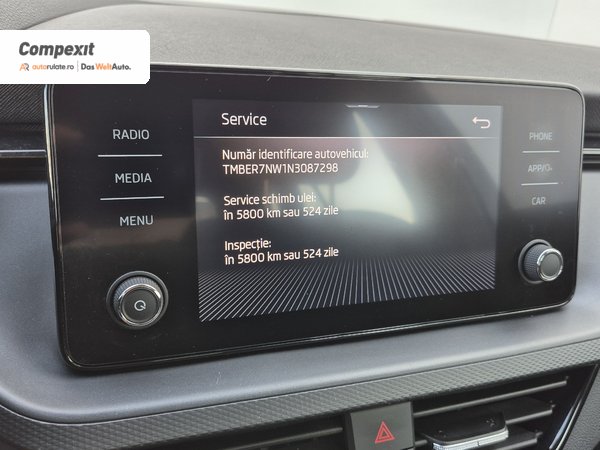 Compexit
autorulate.ro | Das WeltAuto.
RADIO
MEDIA
MENU
Service
Număr identificare autovehicul:
TMBER7NW1N3087298
Service schimb ulei:
în 5800 km sau 524 zile
Inspecție:
în 5800 km sau 524 zile
PHONE
APP/
CAR